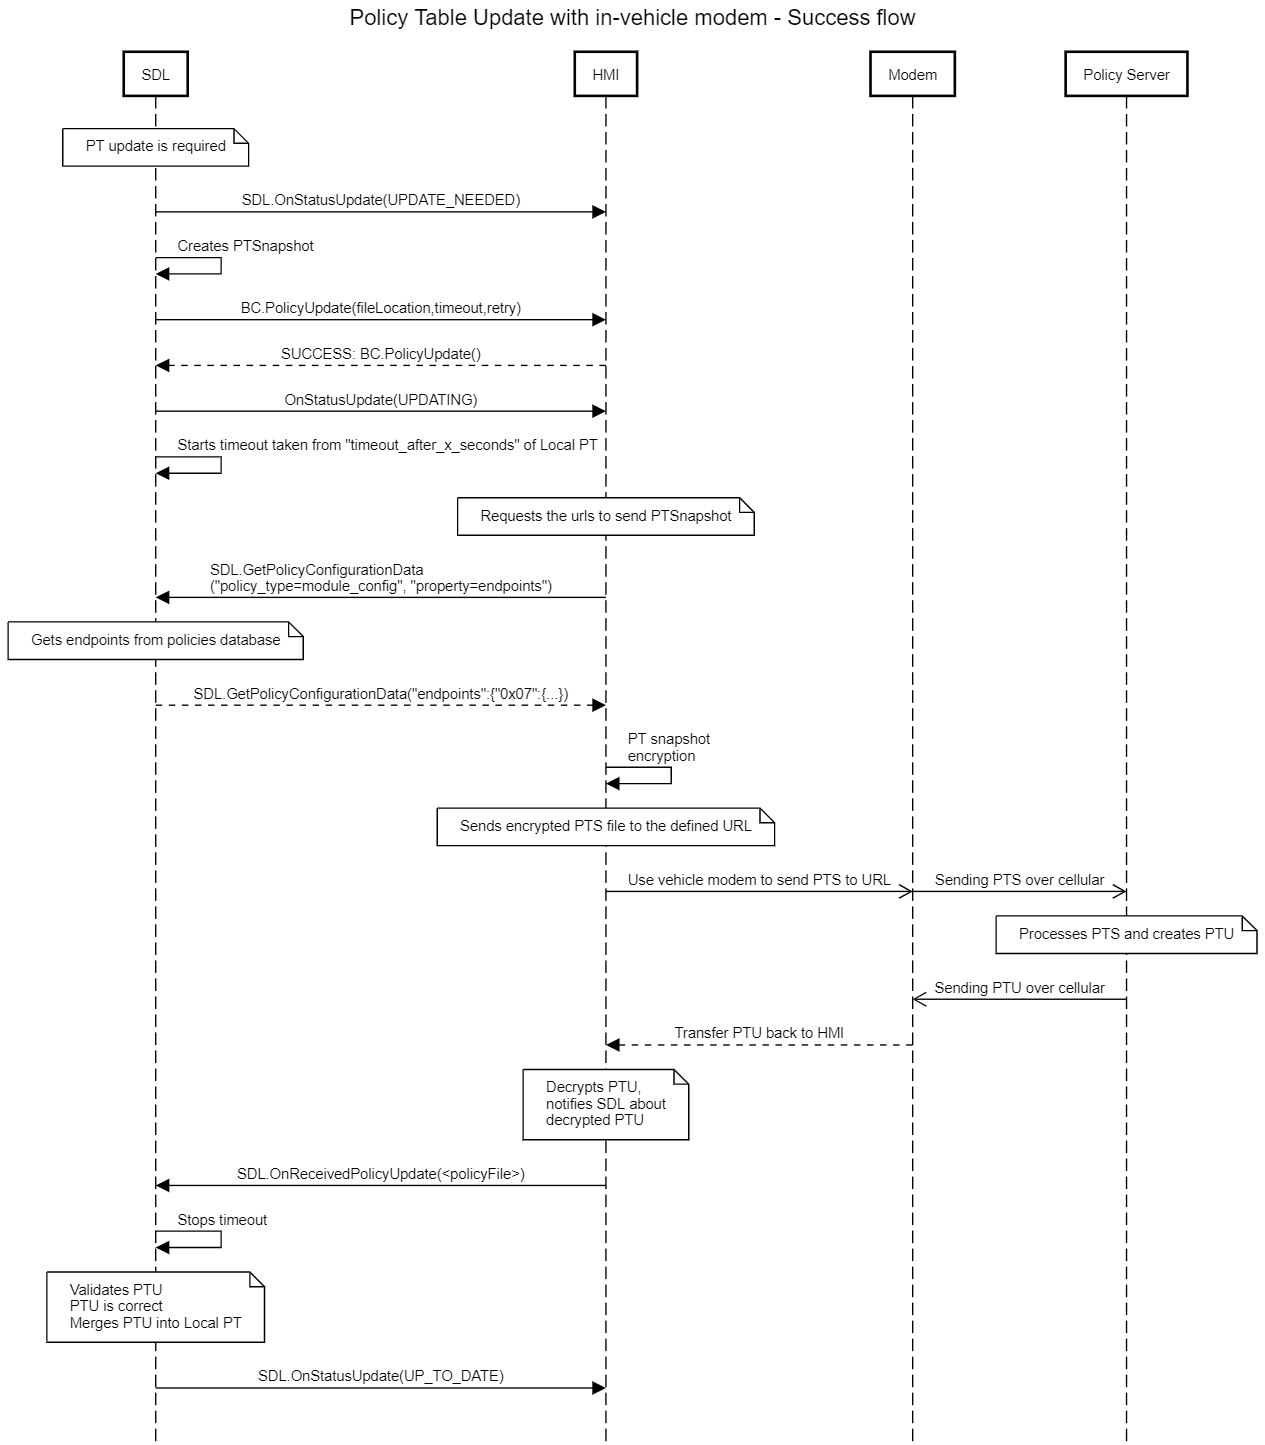 Policy Table Update with in-vehicle modem - Success flow
SDL
HMI
Modem
Policy Server
PT update is required
SDL.OnStatusUpdate(UPDATE_NEEDED)
Creates PTSnapshot
BC.PolicyUpdate(fileLocation,timeout,retry)
SUCCESS: BC.PolicyUpdate()
OnStatusUpdate(UPDATING)
Starts timeout taken from "timeout_after_x_seconds" of Local PT
Requests the urls to send PTSnapshot
SDL.GetPolicyConfigurationData
("policy_type=module_config", "property=endpoints")
Gets endpoints from policies database
SDL.GetPolicyConfigurationData("endpoints":{"0x07":{...})
PT snapshot
encryption
Sends encrypted PTS file to the defined URL
Use vehicle modem to send PTS to URL
Sending PTS over cellular
Processes PTS and creates PTU
Sending PTU over cellular
Transfer PTU back to HMI
Decrypts PTU,
notifies SDL about
decrypted PTU
SDL.OnReceivedPolicyUpdate(<policyFile>)
Stops timeout
Validates PTU
PTU is correct
Merges PTU into Local PT
SDL.OnStatusUpdate(UP_TO_DATE)